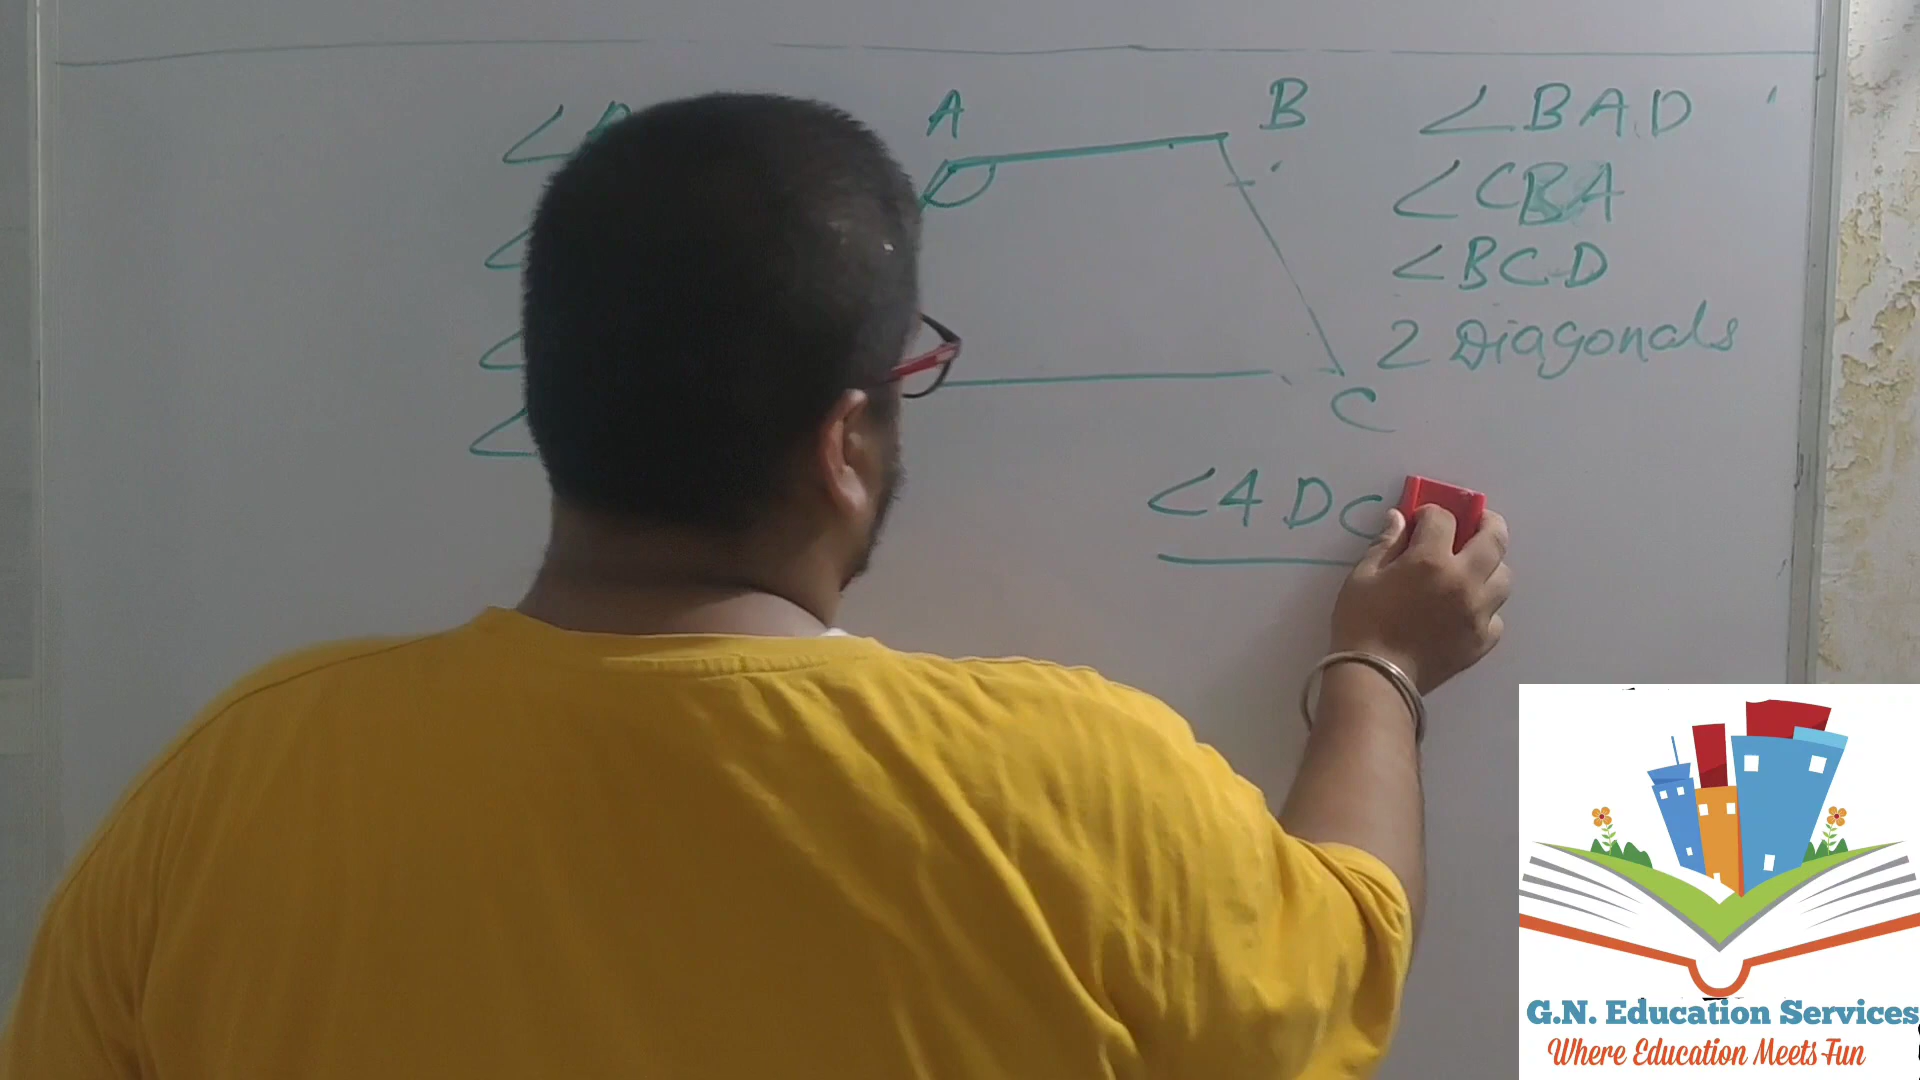 A
B
∠BAD
∠CBA
∠BCD
2 Diagonals
C
∠ADC
G.N. Education Services
Where Education Meets Fun